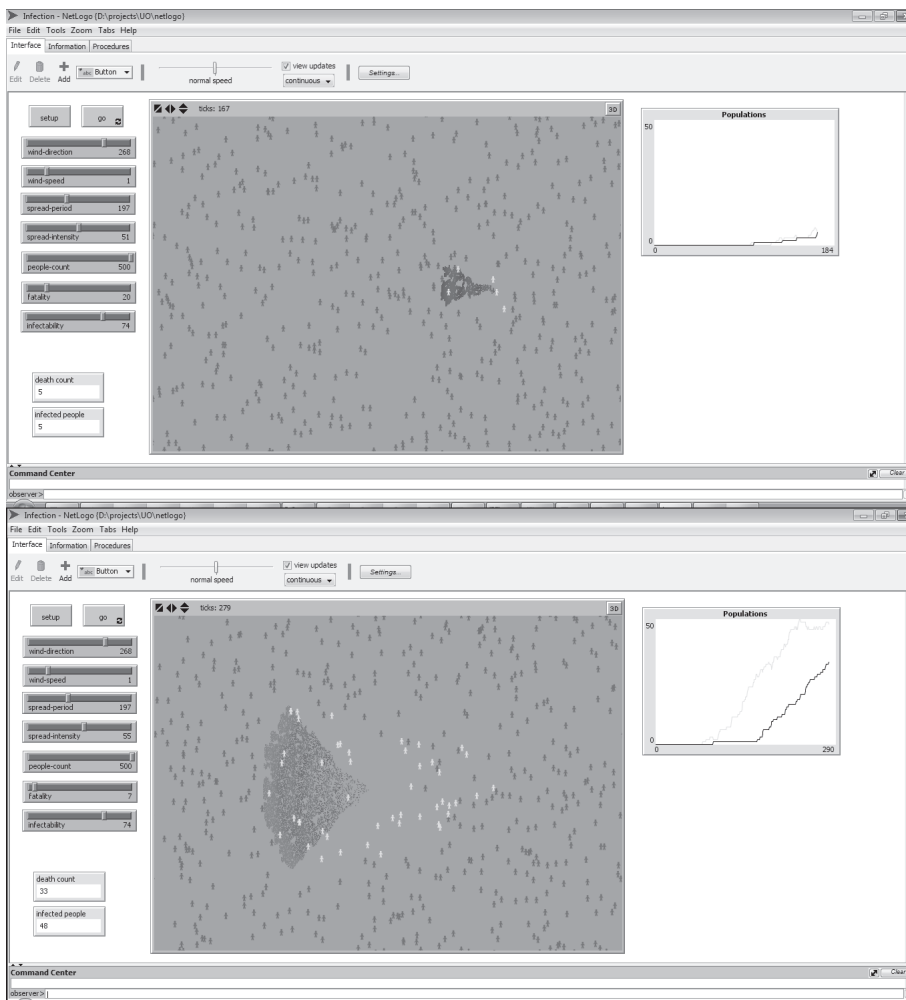 Infection - NetLogo {D:\projects\UO\netlogo}
File Edit Tools Zoom Tabs Help
Interface Information Procedures
Edit Delete Add abc Button normal speed view updates continuous Settings...
setup go ticks: 167 3D
wind-direction 268
wind-speed 1
spread-period 197
spread-intensity 51
people-count 500
fatality 20
infectability 74
death count
5
infected people
5
Populations
50
0
0 184
Command Center Clear
observer>
Infection - NetLogo {D:\projects\UO\netlogo}
File Edit Tools Zoom Tabs Help
Interface Information Procedures
Edit Delete Add abc Button normal speed view updates continuous Settings...
setup go ticks: 279 3D
wind-direction 268
wind-speed 1
spread-period 197
spread-intensity 55
people-count 500
fatality 7
infectability 74
death count
33
infected people
48
Populations
50
0
0 290
Command Center Clear
observer>